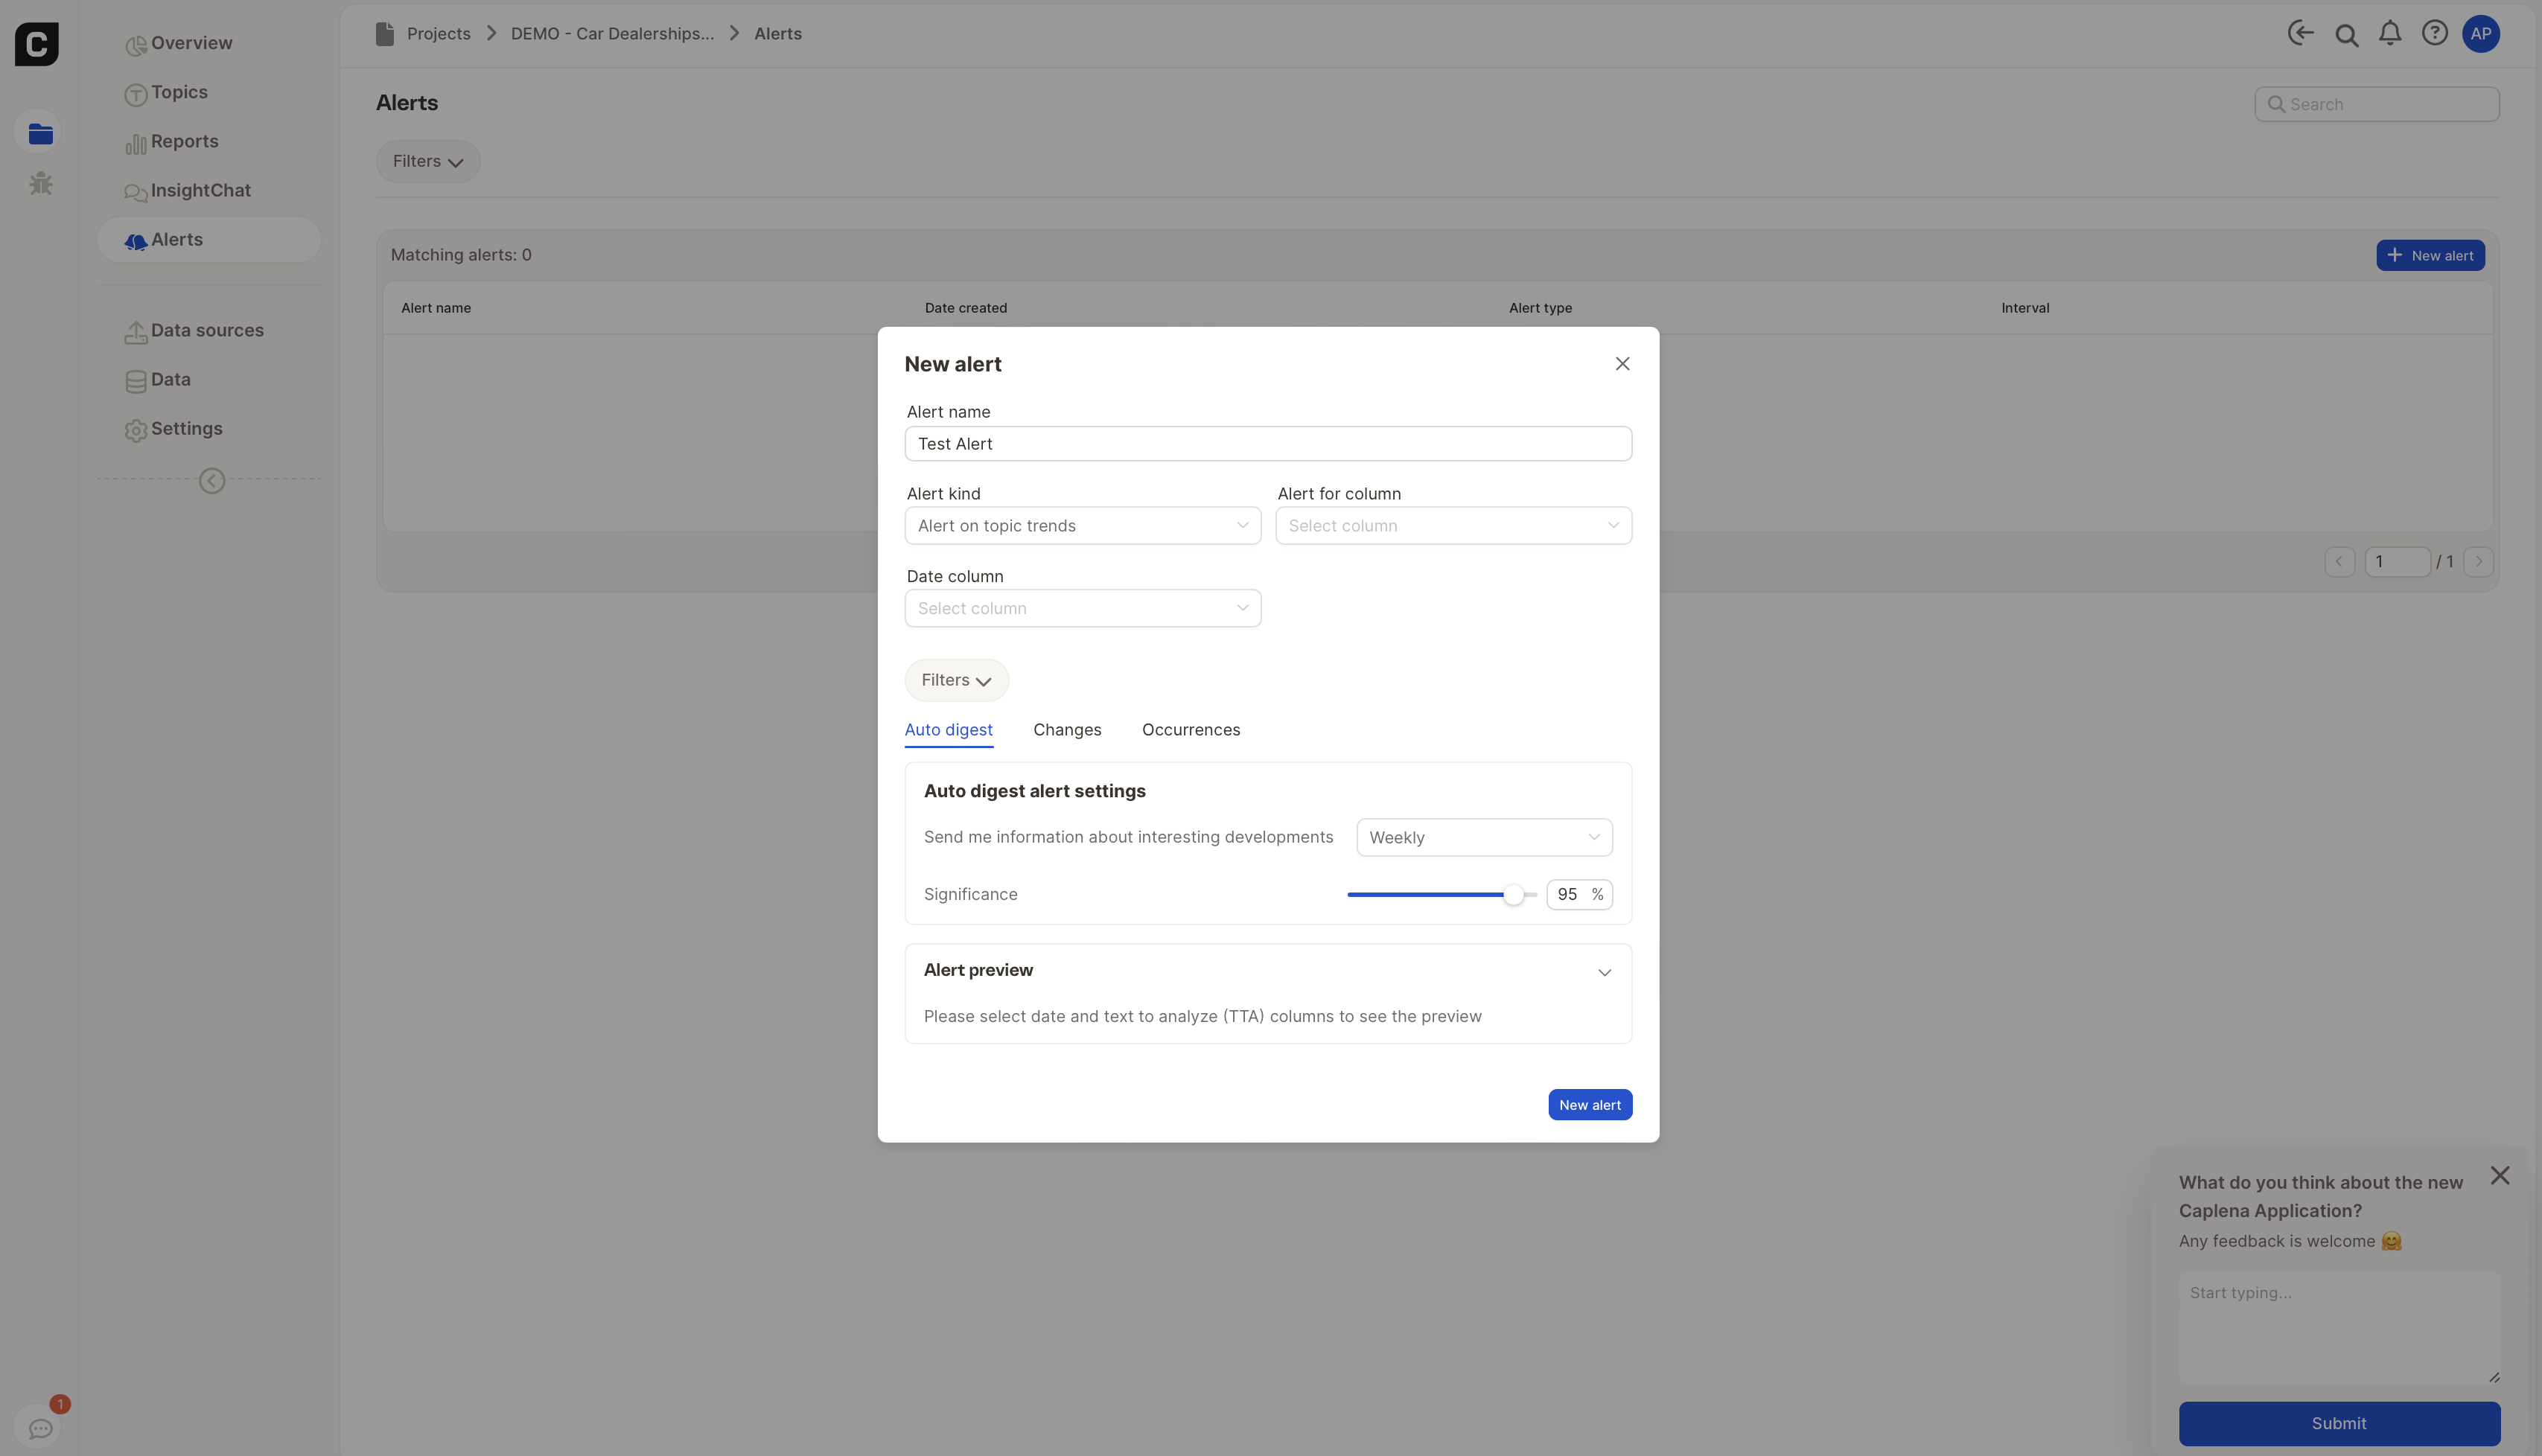 C
Overview
Topics
Reports
InsightChat
Alerts
Data sources
Data
Settings
1
Projects
DEMO - Car Dealerships...
Alerts
AP
Alerts
Search
Filters
Matching alerts: 0
New alert
Alert name
Date created
Alert type
Interval
1
/ 1
New alert
Alert name
Test Alert
Alert kind
Alert for column
Alert on topic trends
Select column
Date column
Select column
Filters
Auto digest
Changes
Occurrences
Auto digest alert settings
Send me information about interesting developments
Weekly
Significance
95 %
Alert preview
Please select date and text to analyze (TTA) columns to see the preview
New alert
What do you think about the new
Caplena Application?
Any feedback is welcome 🤗
Start typing...
Submit